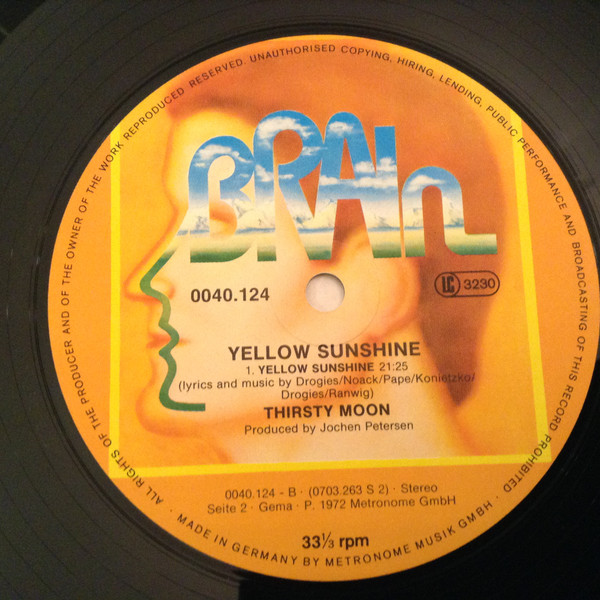 BRAIn
0040.124
LC 3230
YELLOW SUNSHINE
1. YELLOW SUNSHINE 21:25
(lyrics and music by Drogies/Noack/Pape/Konietzko/
Drogies/Ranwig)
THIRSTY MOON
Produced by Jochen Petersen
0040.124 - B · (0703.263 S 2) · Stereo
Seite 2 · Gema · P. 1972 Metronome GmbH
33⅓ rpm
· ALL RIGHTS OF THE PRODUCER AND OF THE OWNER OF THE WORK REPRODUCED RESERVED. UNAUTHORISED COPYING, HIRING, LENDING, PUBLIC PERFORMANCE AND BROADCASTING OF THIS RECORD PROHIBITED ·
MADE IN GERMANY BY METRONOME MUSIK GMBH ·